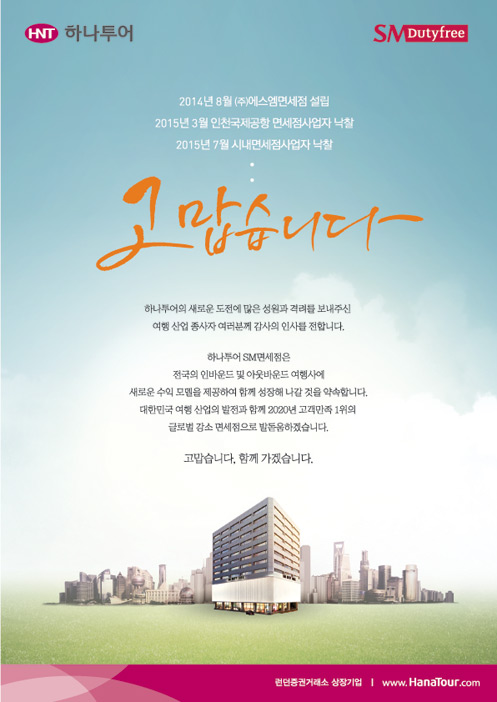 HNT 하나투어
SM Dutyfree
2014년 8월 (주)에스엠면세점 설립
2015년 3월 인천국제공항 면세점사업자 낙찰
2015년 7월 시내면세점사업자 낙찰
고맙습니다
하나투어의 새로운 도전에 많은 성원과 격려를 보내주신
여행 산업 종사자 여러분께 감사의 인사를 전합니다.
하나투어 SM면세점은
전국의 인바운드 및 아웃바운드 여행사에
새로운 수익 모델을 제공하여 함께 성장해 나갈 것을 약속합니다.
대한민국 여행 산업의 발전과 함께 2020년 고객만족 1위의
글로벌 강소 면세점으로 발돋움하겠습니다.
고맙습니다. 함께 가겠습니다.
런던증권거래소 상장기업 | www.HanaTour.com